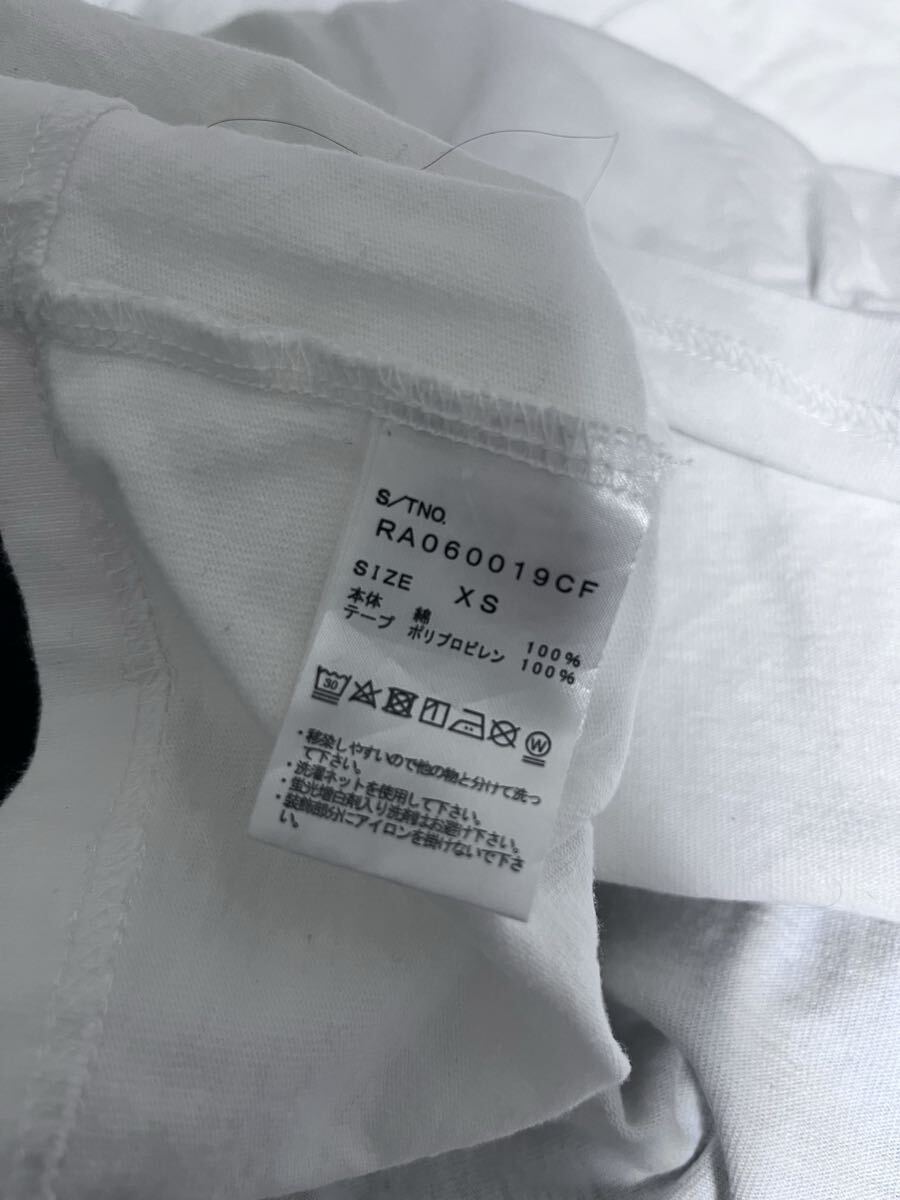 S/TNO.
RA060019CF
SIZE XS
本体 綿 100%
テープ ポリプロピレン 100%
30
W
・移染しやすいので他の物と分けて洗っ
て下さい。
・洗濯ネットを使用して下さい。
・蛍光増白剤入り洗剤はお避け下さい。
・装飾部分にアイロンを掛けないで下さ
い。